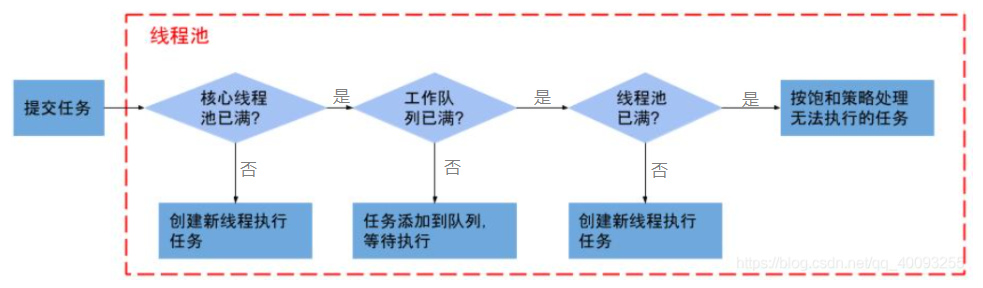 线程池
提交任务
核心线程
池已满?
是
工作队
列已满?
是
线程池
已满?
是
按饱和策略处理
无法执行的任务
否
否
否
创建新线程执行
任务
任务添加到队列,
等待执行
创建新线程执行
任务
https://blog.csdn.net/qq_40093255